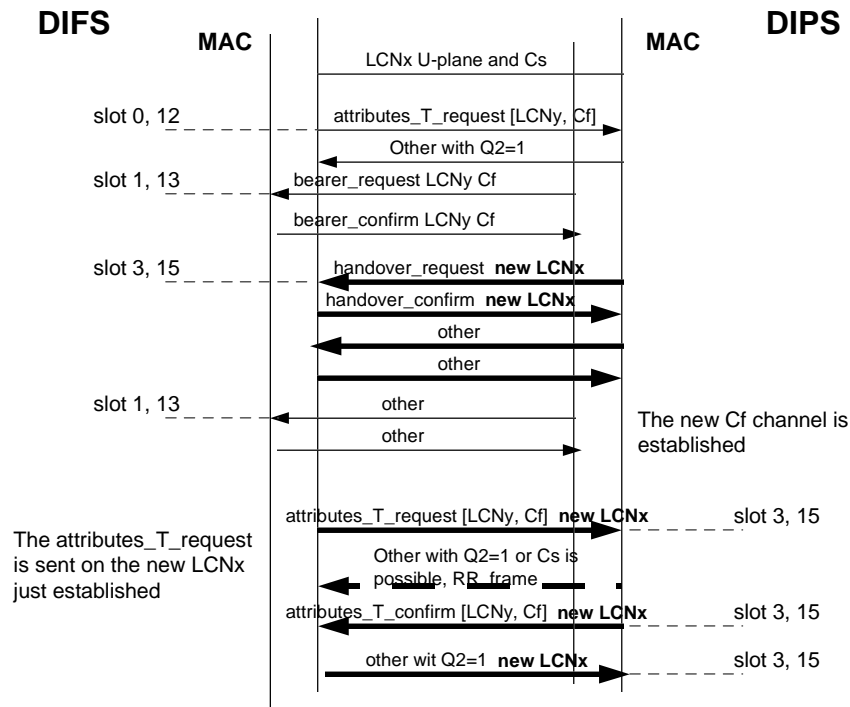 DIFS
DIPS
MAC
MAC
LCNx U-plane and Cs
slot 0, 12
attributes_T_request [LCNy, Cf]
Other with Q2=1
slot 1, 13
bearer_request LCNy Cf
bearer_confirm LCNy Cf
slot 3, 15
handover_request new LCNx
handover_confirm new LCNx
other
other
slot 1, 13
other
The new Cf channel is
established
other
attributes_T_request [LCNy, Cf] new LCNx
slot 3, 15
The attributes_T_request
is sent on the new LCNx
just established
Other with Q2=1 or Cs is
possible, RR_frame
attributes_T_confirm [LCNy, Cf] new LCNx
slot 3, 15
other wit Q2=1 new LCNx
slot 3, 15